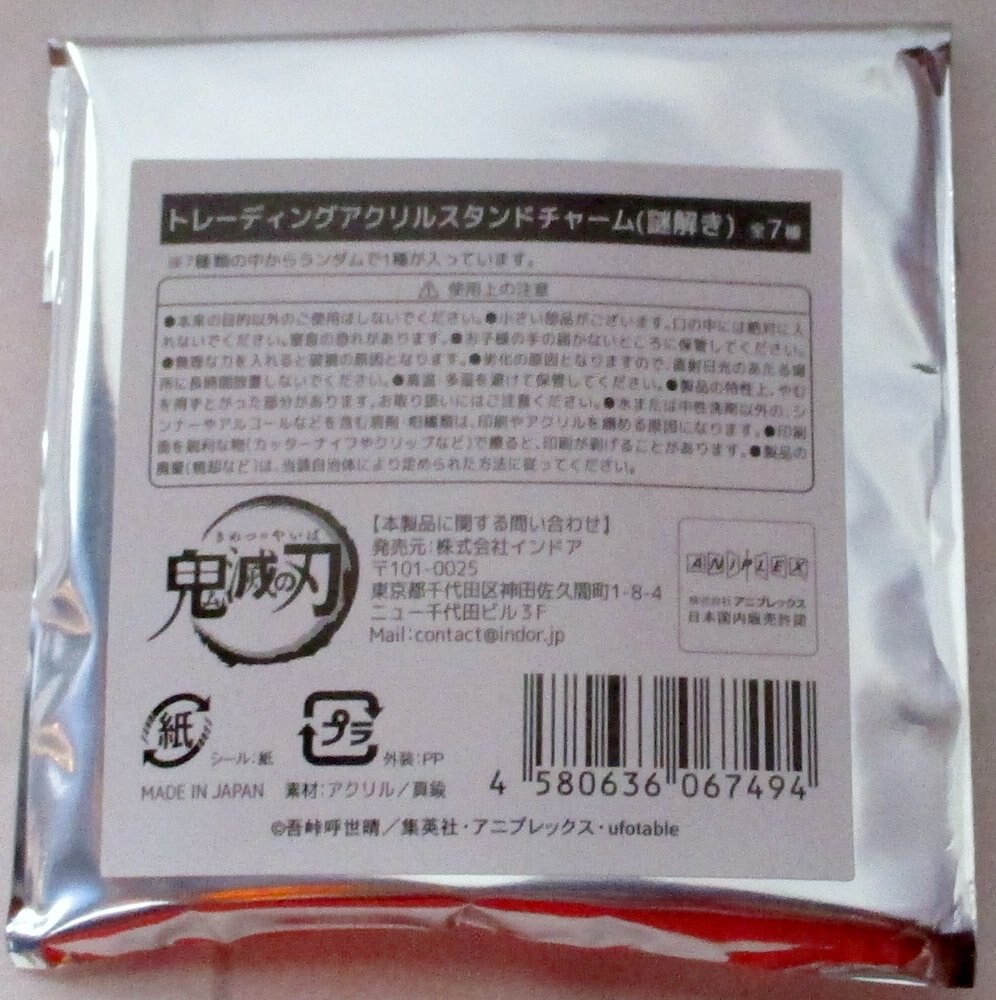 トレーディングアクリルスタンドチャーム(謎解き) 全7種
※7種類の中からランダムで1種が入っています。
⚠ 使用上の注意
●本来の目的以外のご使用はしないでください。●小さい部品がございます。口の中には絶対に入
れないでください。窒息の恐れがあります。●お子様の手の届かないところに保管してください。
●無理な力を入れると破損の原因となります。●劣化の原因となりますので、直射日光のあたる場
所に長時間放置しないでください。●高温・多湿を避けて保管してください。●製品の特性上、やむ
を得ずとがった部分があります。お取り扱いにはご注意ください。●水または中性洗剤以外の、シ
ンナーやアルコールなどを含む溶剤・柑橘類は、印刷やアクリルを痛める原因になります。●印刷
面を鋭利な物(カッターナイフやクリップなど)で擦ると、印刷が剥げることがあります。●製品の
廃棄(焼却など)は、当該自治体により定められた方法に従ってください。
きめつのやいば
鬼滅の刃
【本製品に関する問い合わせ】
発売元:株式会社インドア
〒101-0025
東京都千代田区神田佐久間町1-8-4
ニュー千代田ビル3F
Mail:contact@indor.jp
ANIPLEX
株式会社アニプレックス
日本国内販売許諾
紙
シール:紙
プラ
外装:PP
MADE IN JAPAN 素材:アクリル/真鍮
4 580636 067494
©吾峠呼世晴/集英社・アニプレックス・ufotable